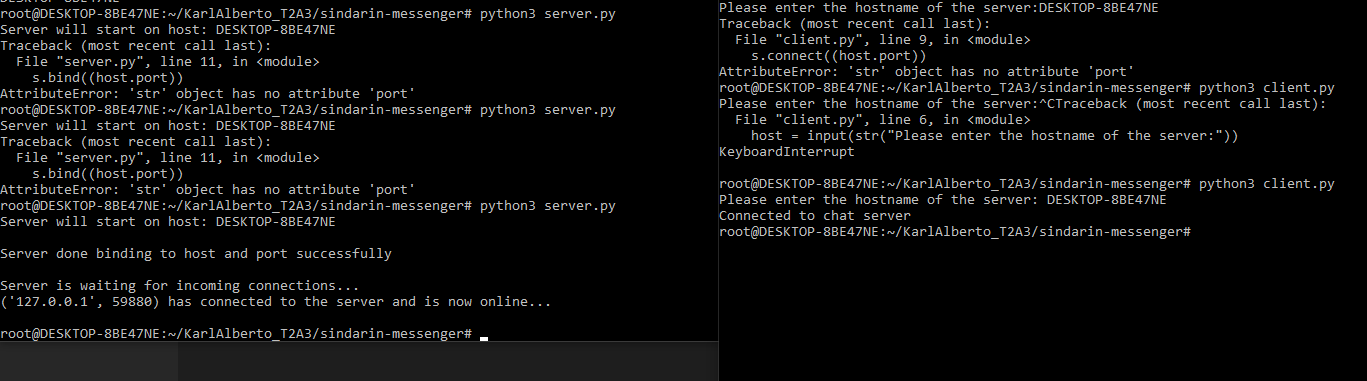 root@DESKTOP-8BE47NE:~/KarlAlberto_T2A3/sindarin-messenger# python3 server.py
Server will start on host: DESKTOP-8BE47NE
Traceback (most recent call last):
  File "server.py", line 11, in <module>
    s.bind((host.port))
AttributeError: 'str' object has no attribute 'port'
root@DESKTOP-8BE47NE:~/KarlAlberto_T2A3/sindarin-messenger# python3 server.py
Server will start on host: DESKTOP-8BE47NE
Traceback (most recent call last):
  File "server.py", line 11, in <module>
    s.bind((host.port))
AttributeError: 'str' object has no attribute 'port'
root@DESKTOP-8BE47NE:~/KarlAlberto_T2A3/sindarin-messenger# python3 server.py
Server will start on host: DESKTOP-8BE47NE
Server done binding to host and port successfully
Server is waiting for incoming connections...
('127.0.0.1', 59880) has connected to the server and is now online...
root@DESKTOP-8BE47NE:~/KarlAlberto_T2A3/sindarin-messenger#
Please enter the hostname of the server:DESKTOP-8BE47NE
Traceback (most recent call last):
  File "client.py", line 9, in <module>
    s.connect((host.port))
AttributeError: 'str' object has no attribute 'port'
root@DESKTOP-8BE47NE:~/KarlAlberto_T2A3/sindarin-messenger# python3 client.py
Please enter the hostname of the server:^CTraceback (most recent call last):
  File "client.py", line 6, in <module>
    host = input(str("Please enter the hostname of the server:"))
KeyboardInterrupt
root@DESKTOP-8BE47NE:~/KarlAlberto_T2A3/sindarin-messenger# python3 client.py
Please enter the hostname of the server: DESKTOP-8BE47NE
Connected to chat server
root@DESKTOP-8BE47NE:~/KarlAlberto_T2A3/sindarin-messenger#